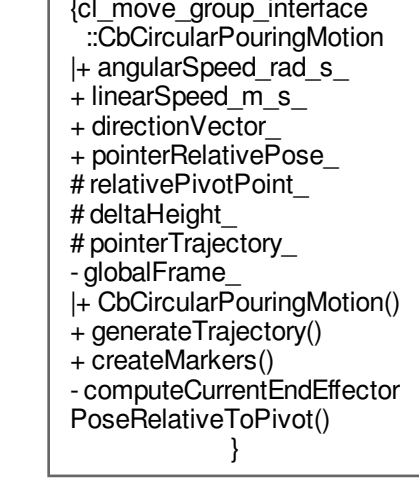 {cl_move_group_interface
::CbCircularPouringMotion
|+ angularSpeed_rad_s_
+ linearSpeed_m_s_
+ directionVector_
+ pointerRelativePose_
# relativePivotPoint_
# deltaHeight_
# pointerTrajectory_
- globalFrame_
|+ CbCircularPouringMotion()
+ generateTrajectory()
+ createMarkers()
- computeCurrentEndEffector
PoseRelativeToPivot()
}